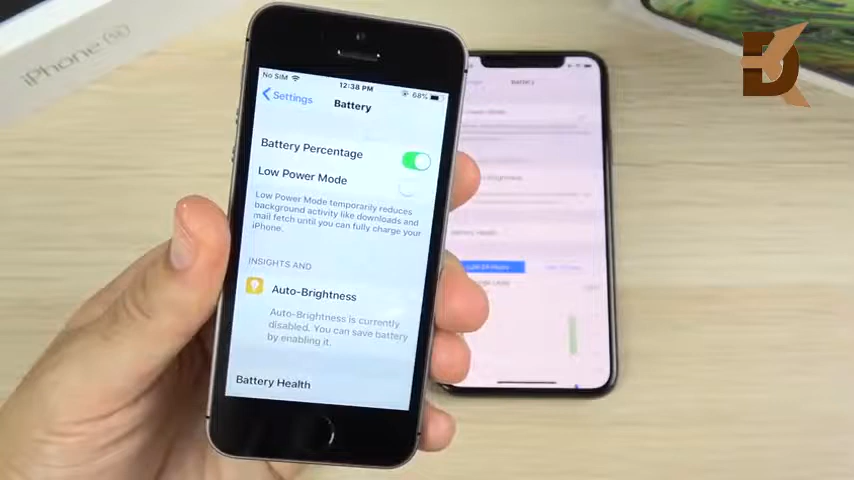 iPhone SE
No SIM 12:38 PM 68%
Settings Battery
Battery Percentage
Low Power Mode
Low Power Mode temporarily reduces
background activity like downloads and
mail fetch until you can fully charge your
iPhone.
INSIGHTS AND
Auto-Brightness
Auto-Brightness is currently
disabled. You can save battery
by enabling it.
Battery Health
Battery